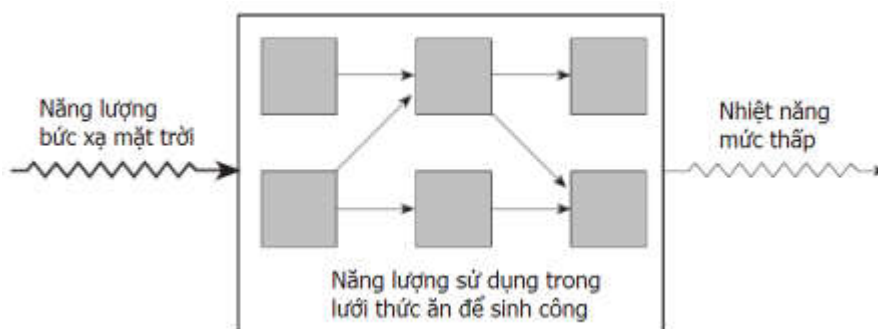 Năng lượng
bức xạ mặt trời
Nhiệt năng
mức thấp
Năng lượng sử dụng trong
lưới thức ăn để sinh công